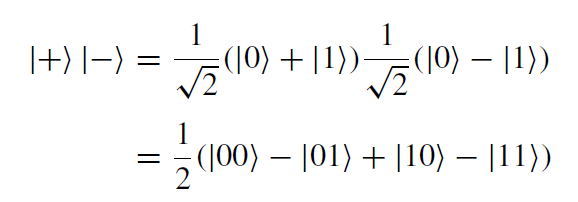 |+⟩ |−⟩ = 1/√2 (|0⟩ + |1⟩) 1/√2 (|0⟩ − |1⟩)
= 1/2 (|00⟩ − |01⟩ + |10⟩ − |11⟩)